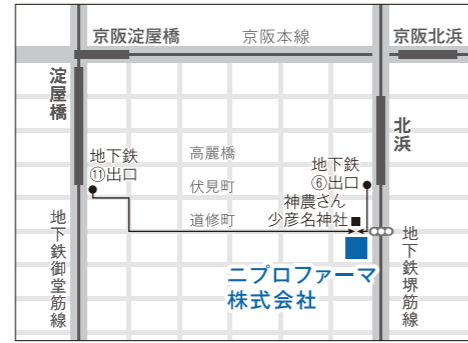 京阪淀屋橋
京阪本線
京阪北浜
淀屋橋
北浜
地下鉄
⑪出口
高麗橋
伏見町
道修町
地下鉄
⑥出口
神農さん
少彦名神社
地下鉄御堂筋線
地下鉄堺筋線
ニプロファーマ
株式会社